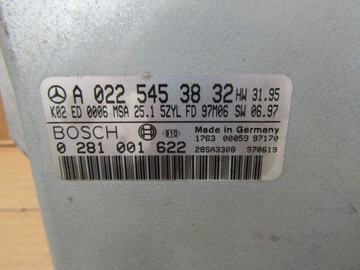 A 022 545 38 32 HW 31.95
K02 ED 0006 MSA 25.1 5ZYL FD 97M06 SW 06.97
BOSCH 810 Made in Germany
1763 00059 97170
0 281 001 622 28SA3308 970619